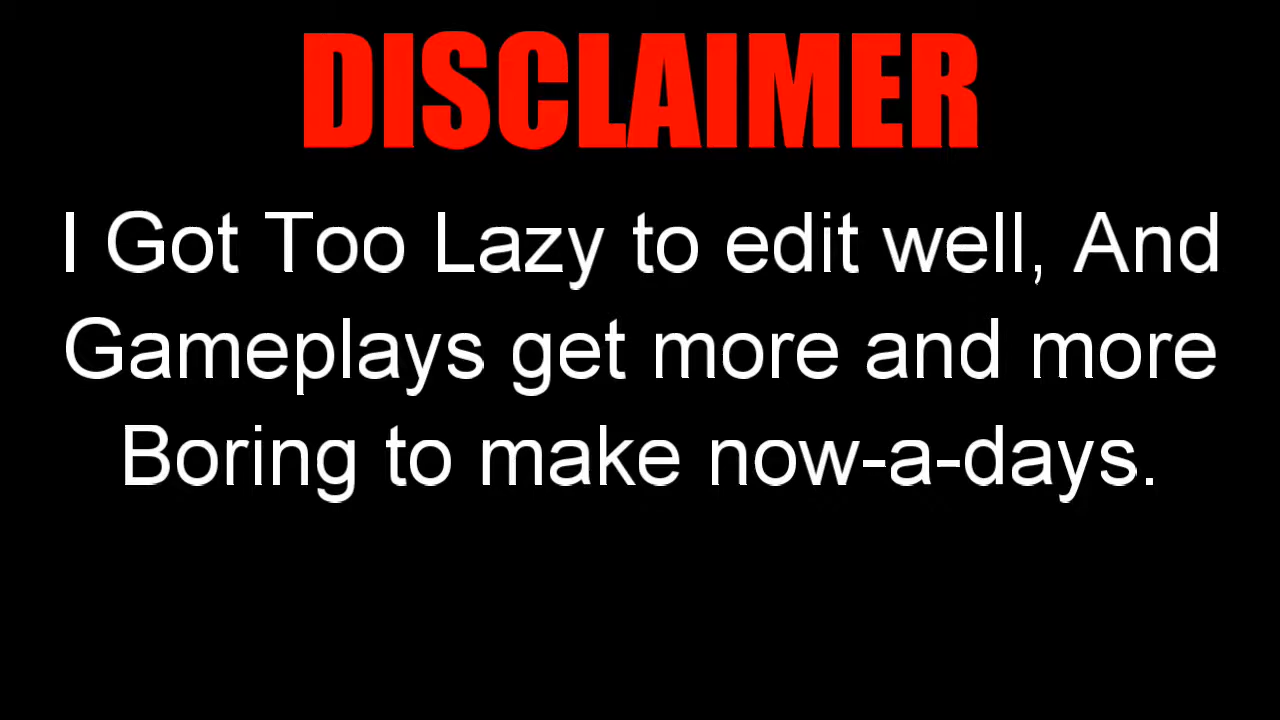 DISCLAIMER
I Got Too Lazy to edit well, And
Gameplays get more and more
Boring to make now-a-days.